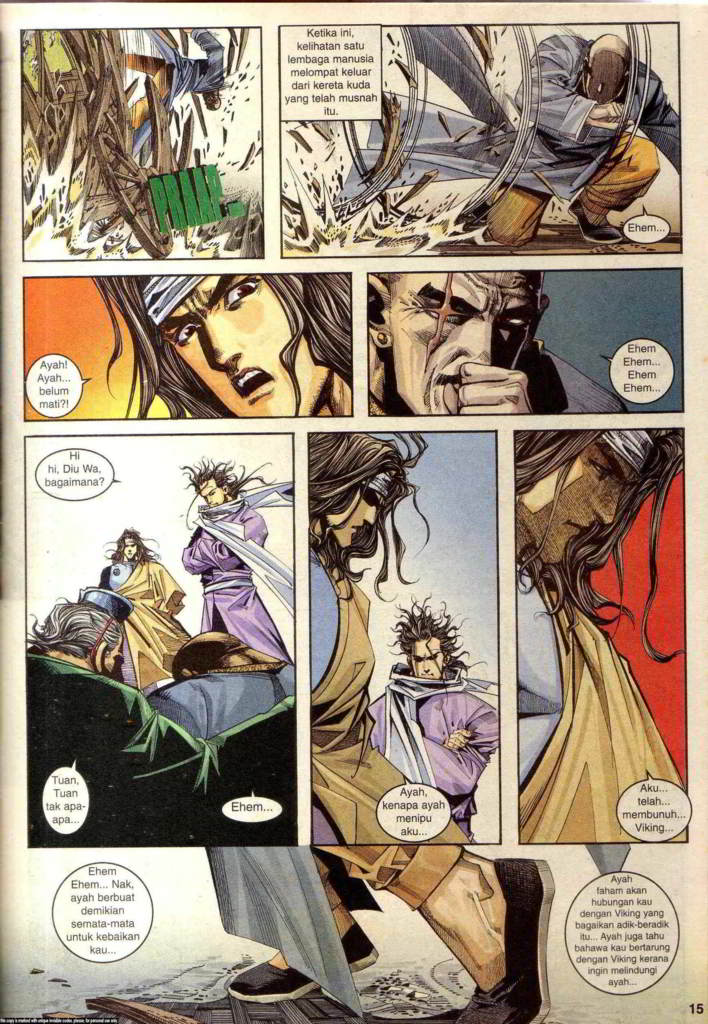 PRAAP...
Ketika ini,
kelihatan satu
lembaga manusia
melompat keluar
dari kereta kuda
yang telah musnah
itu.
Ehem...
Ayah!
Ayah...
belum
mati?!
Ehem
Ehem...
Ehem
Ehem...
Hi
hi, Diu Wa,
bagaimana?
Tuan,
Tuan
tak apa-
apa...
Ehem...
Ayah,
kenapa ayah
menipu
aku...
Aku...
telah...
membunuh...
Viking...
Ehem
Ehem... Nak,
ayah berbuat
demikian
semata-mata
untuk kebaikan
kau...
Ayah
faham akan
hubungan kau
dengan Viking yang
bagaikan adik-beradik
itu... Ayah juga tahu
bahawa kau bertarung
dengan Viking kerana
ingin melindungi
ayah...
15